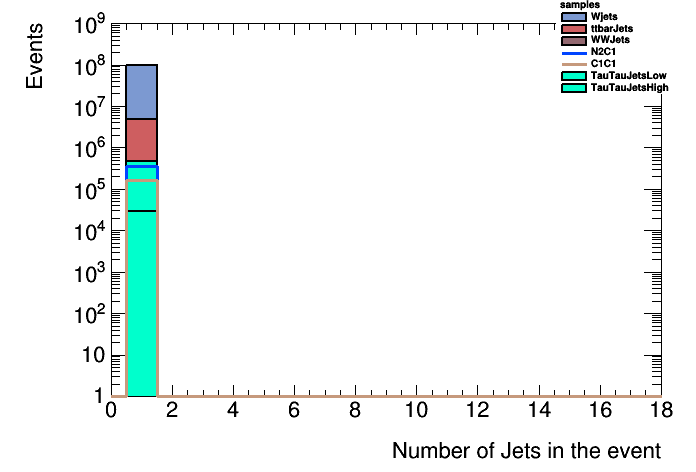 samples
Wjets
ttbarJets
WWJets
N2C1
C1C1
TauTauJetsLow
TauTauJetsHigh
Events
10⁹
10⁸
10⁷
10⁶
10⁵
10⁴
10³
10²
10
1
0 2 4 6 8 10 12 14 16 18
Number of Jets in the event